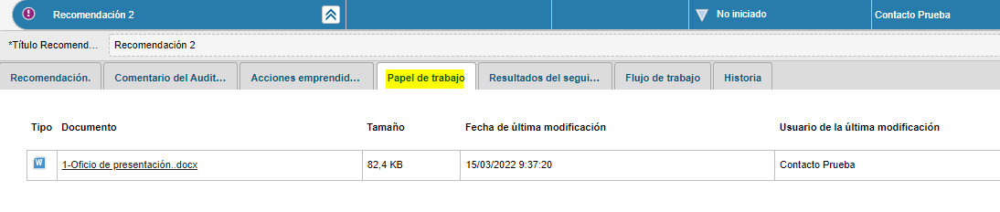 Recomendación 2 No iniciado Contacto Prueba
*Título Recomend... Recomendación 2
Recomendación. Comentario del Audit... Acciones emprendid... Papel de trabajo Resultados del segui... Flujo de trabajo Historia
Tipo Documento Tamaño Fecha de última modificación Usuario de la última modificación
W 1-Oficio de presentación..docx 82,4 KB 15/03/2022 9:37:20 Contacto Prueba